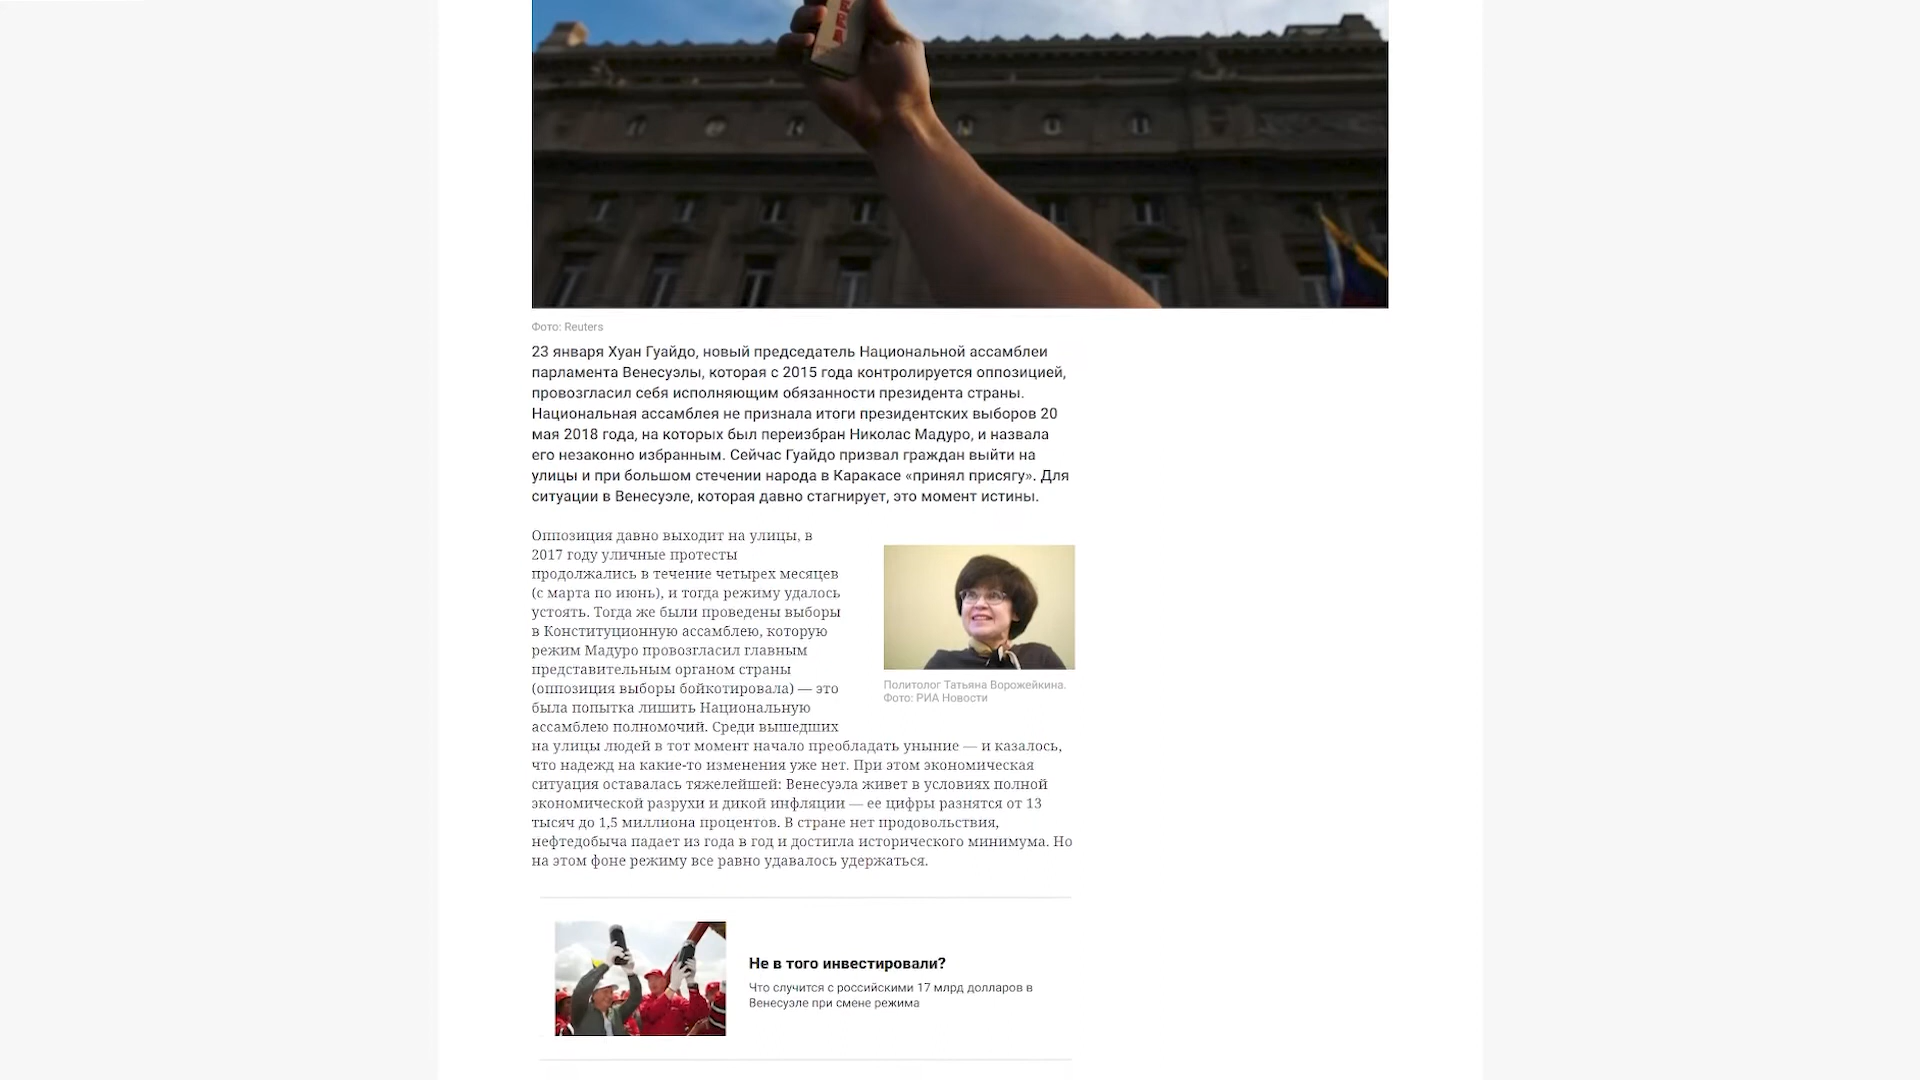 Фото: Reuters
23 января Хуан Гуайдо, новый председатель Национальной ассамблеи
парламента Венесуэлы, которая с 2015 года контролируется оппозицией,
провозгласил себя исполняющим обязанности президента страны.
Национальная ассамблея не признала итоги президентских выборов 20
мая 2018 года, на которых был переизбран Николас Мадуро, и назвала
его незаконно избранным. Сейчас Гуайдо призвал граждан выйти на
улицы и при большом стечении народа в Каракасе «принял присягу». Для
ситуации в Венесуэле, которая давно стагнирует, это момент истины.
Оппозиция давно выходит на улицы, в
2017 году уличные протесты
продолжались в течение четырех месяцев
(с марта по июнь), и тогда режиму удалось
устоять. Тогда же были проведены выборы
в Конституционную ассамблею, которую
режим Мадуро провозгласил главным
представительным органом страны
(оппозиция выборы бойкотировала) — это
была попытка лишить Национальную
ассамблею полномочий. Среди вышедших
на улицы людей в тот момент начало преобладать уныние — и казалось,
что надежд на какие-то изменения уже нет. При этом экономическая
ситуация оставалась тяжелейшей: Венесуэла живет в условиях полной
экономической разрухи и дикой инфляции — ее цифры разнятся от 13
тысяч до 1,5 миллиона процентов. В стране нет продовольствия,
нефтедобыча падает из года в год и достигла исторического минимума. Но
на этом фоне режиму все равно удавалось удержаться.
Политолог Татьяна Ворожейкина.
Фото: РИА Новости
Не в того инвестировали?
Что случится с российскими 17 млрд долларов в
Венесуэле при смене режима